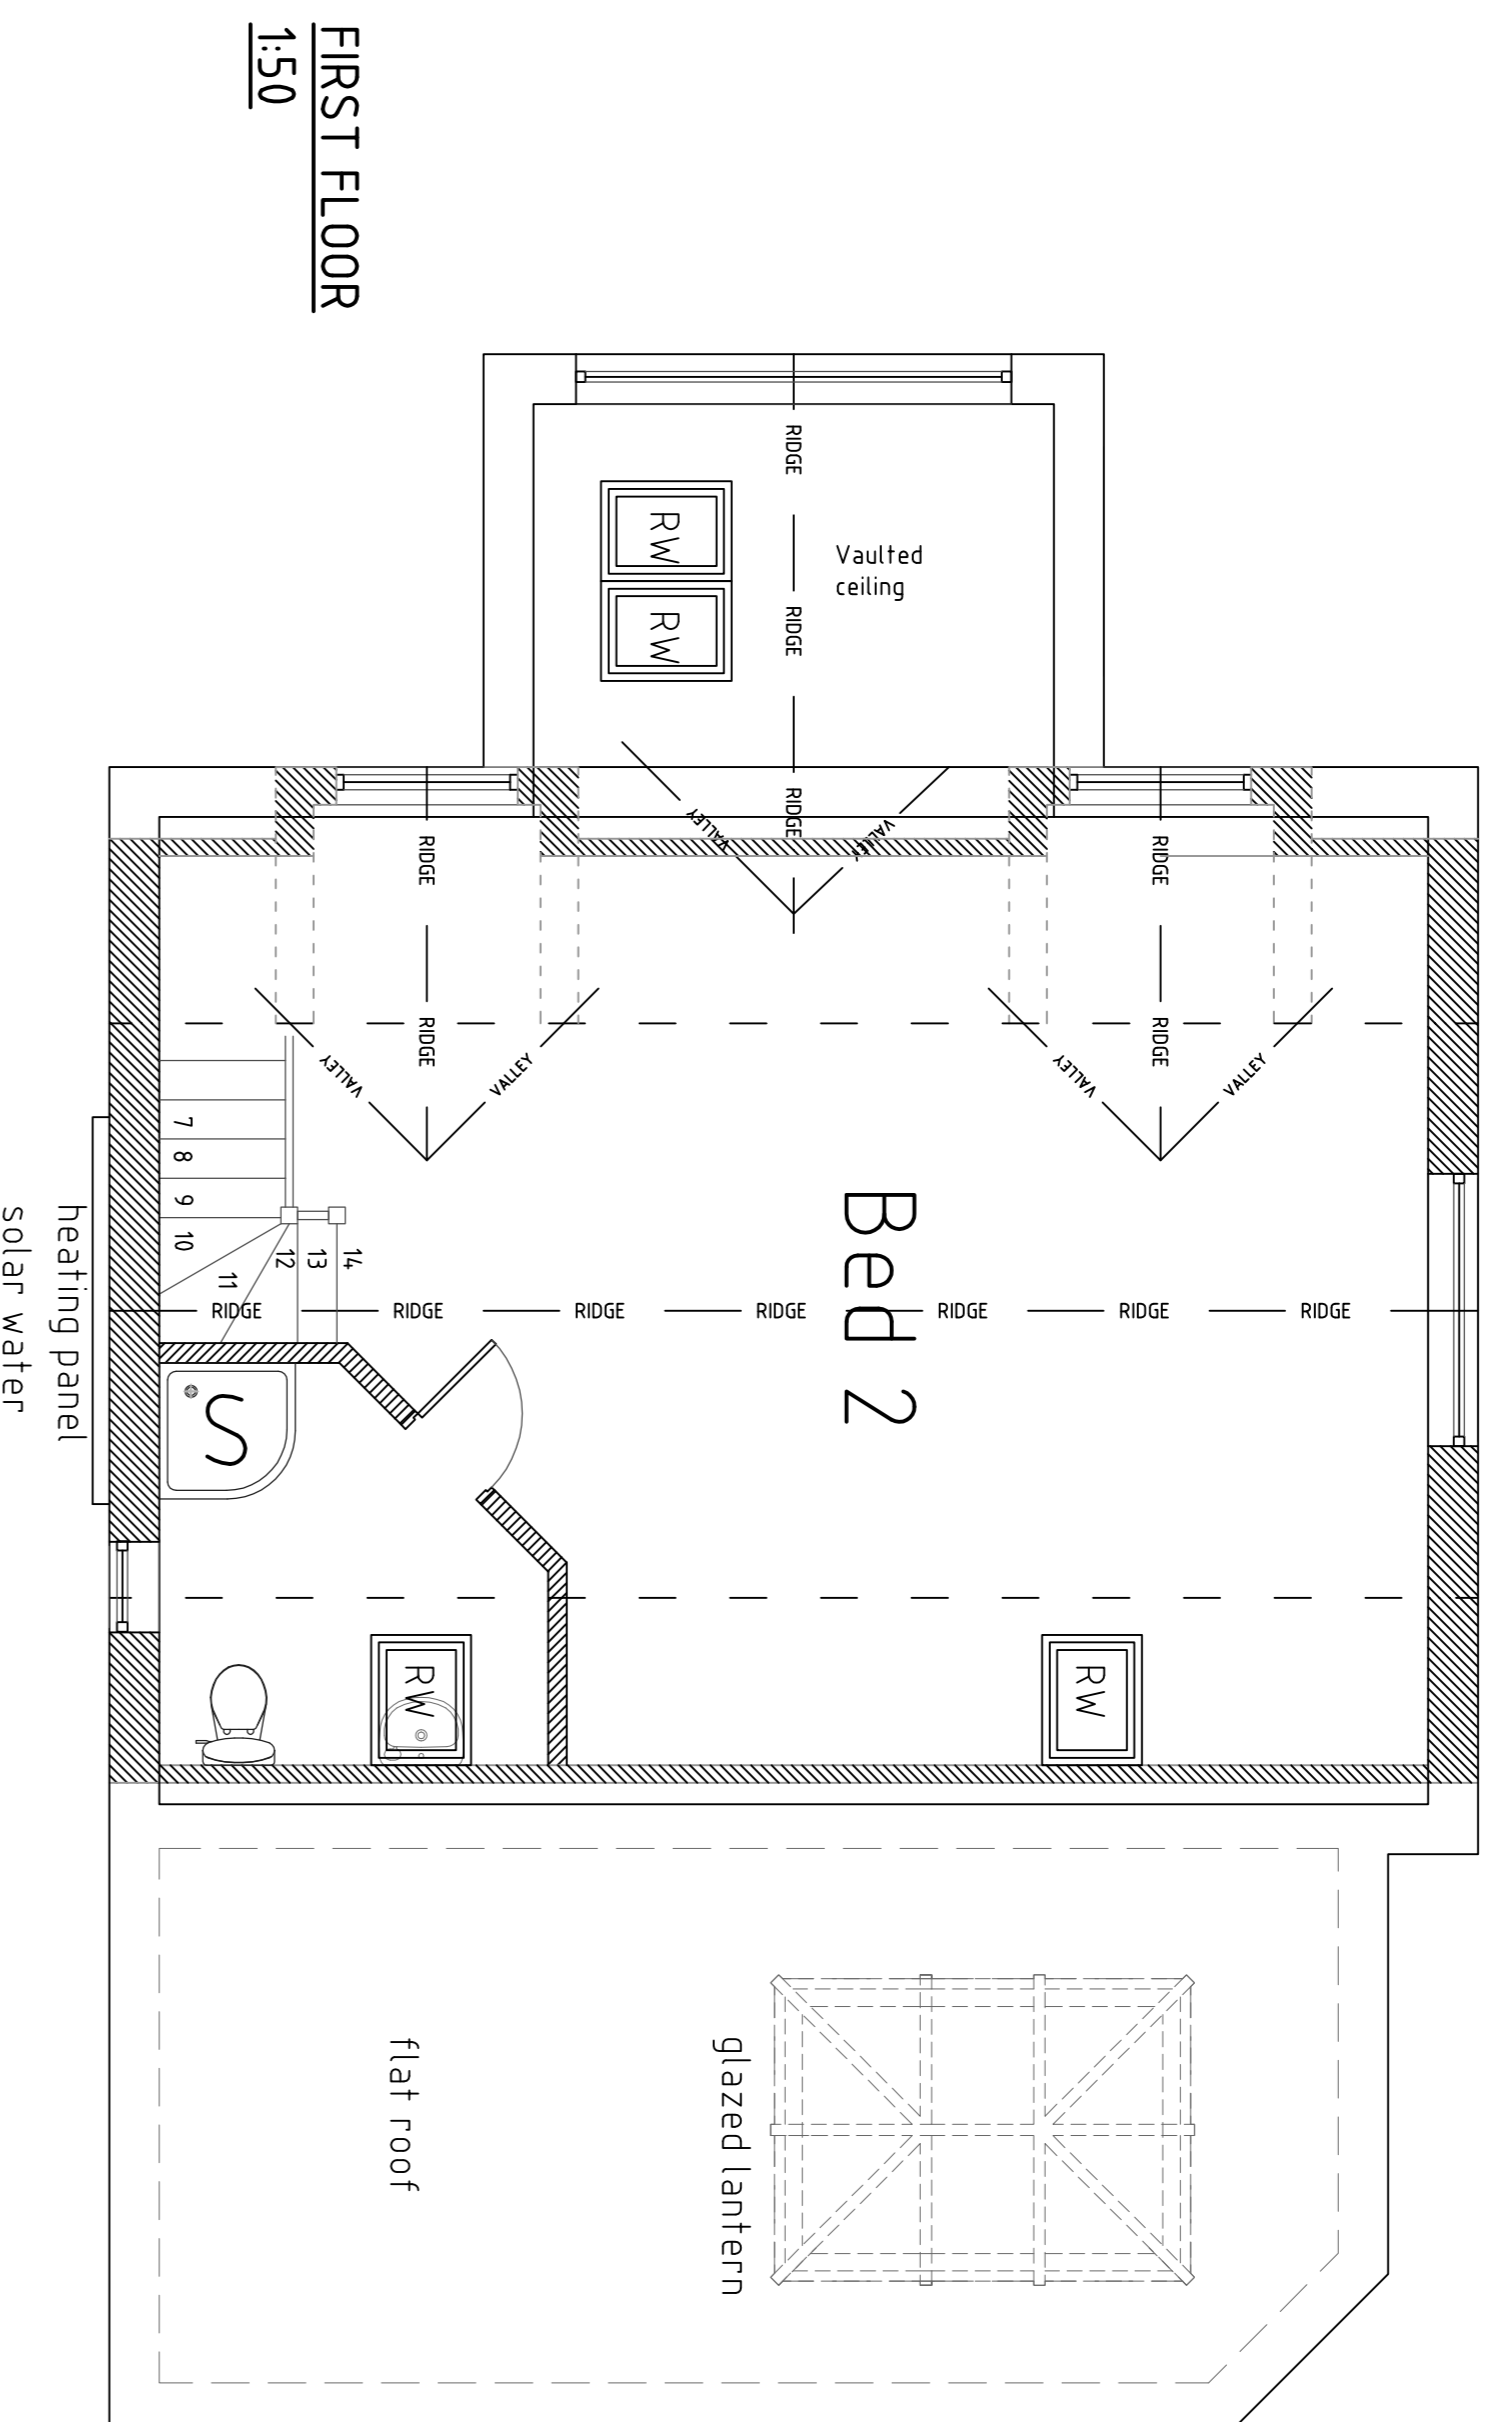 FIRST FLOOR
1:50
RIDGE
Vaulted
ceiling
RW
RW
RIDGE
RIDGE
VALLEY
VALLEY
RIDGE
RIDGE
RIDGE
RIDGE
VALLEY
VALLEY
VALLEY
VALLEY
7
8
9
10
11
12
13
14
Bed 2
RIDGE
RIDGE
RIDGE
RIDGE
RIDGE
RIDGE
RIDGE
S
RW
RW
solar water
heating panel
glazed lantern
flat roof